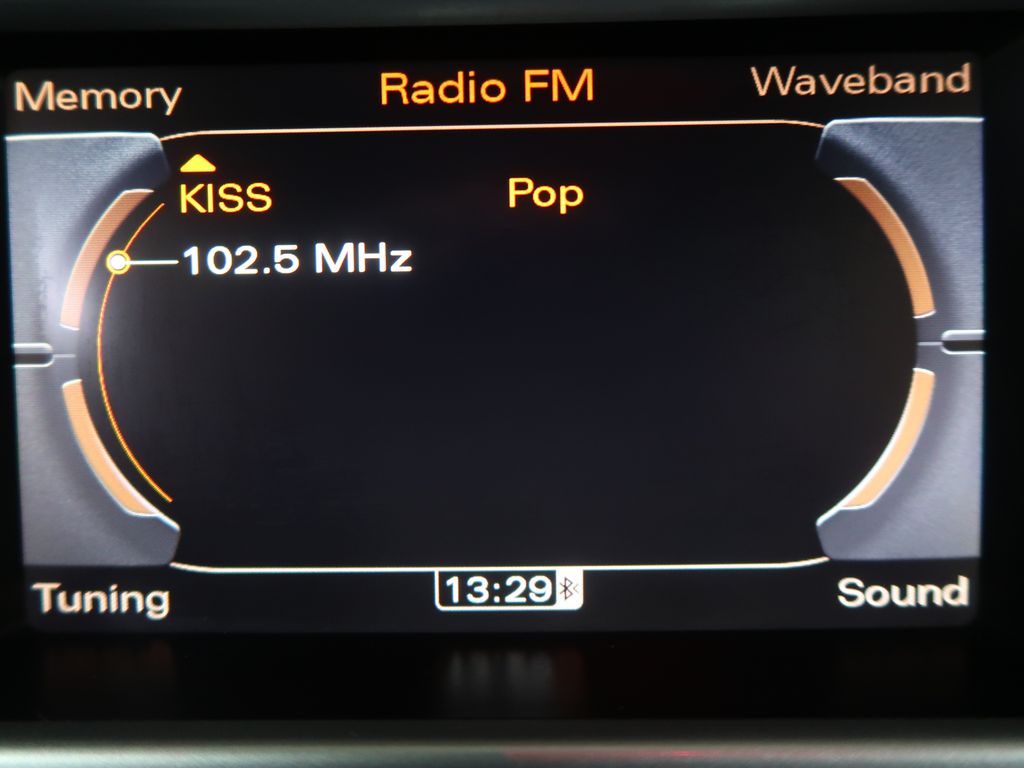 Memory Radio FM Waveband
KISS Pop
102.5 MHz
Tuning 13:29 Sound